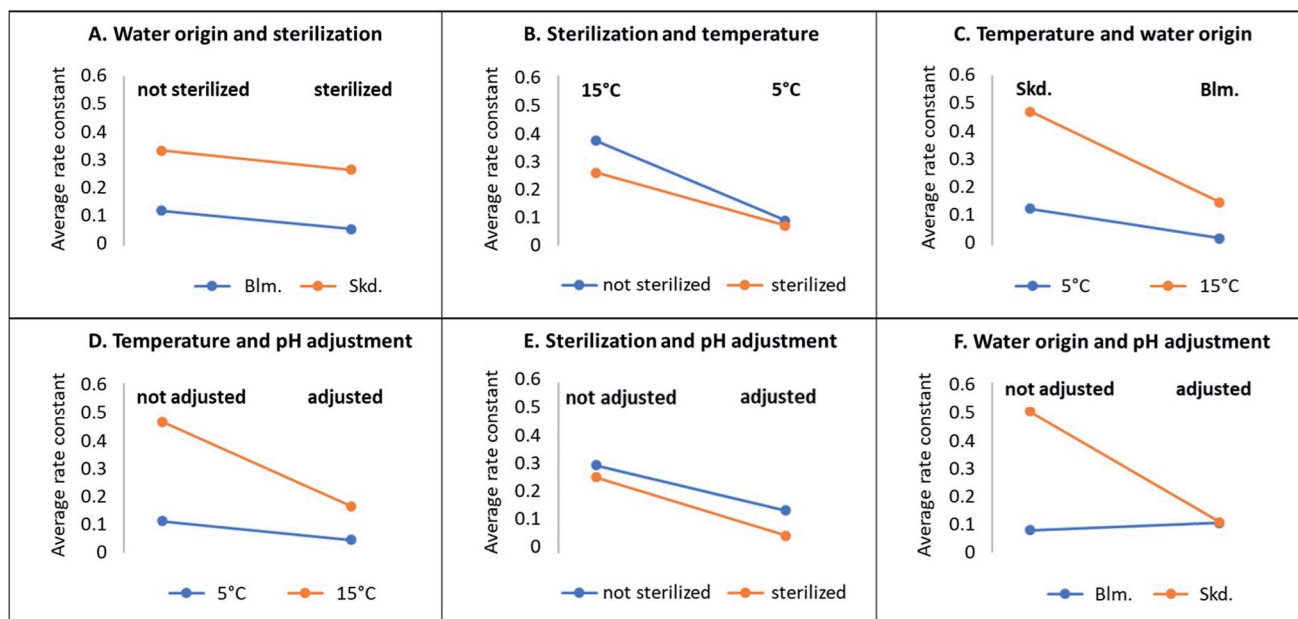 A. Water origin and sterilization
Average rate constant
0.6
0.5
0.4
0.3
0.2
0.1
0
not sterilized sterilized
Blm. Skd.
B. Sterilization and temperature
Average rate constant
0.6
0.5
0.4
0.3
0.2
0.1
0
15°C 5°C
not sterilized sterilized
C. Temperature and water origin
Average rate constant
0.6
0.5
0.4
0.3
0.2
0.1
0
Skd. Blm.
5°C 15°C
D. Temperature and pH adjustment
Average rate constant
0.6
0.5
0.4
0.3
0.2
0.1
0
not adjusted adjusted
5°C 15°C
E. Sterilization and pH adjustment
Average rate constant
0.6
0.5
0.4
0.3
0.2
0.1
0
not adjusted adjusted
not sterilized sterilized
F. Water origin and pH adjustment
Average rate constant
0.6
0.5
0.4
0.3
0.2
0.1
0
not adjusted adjusted
Blm. Skd.